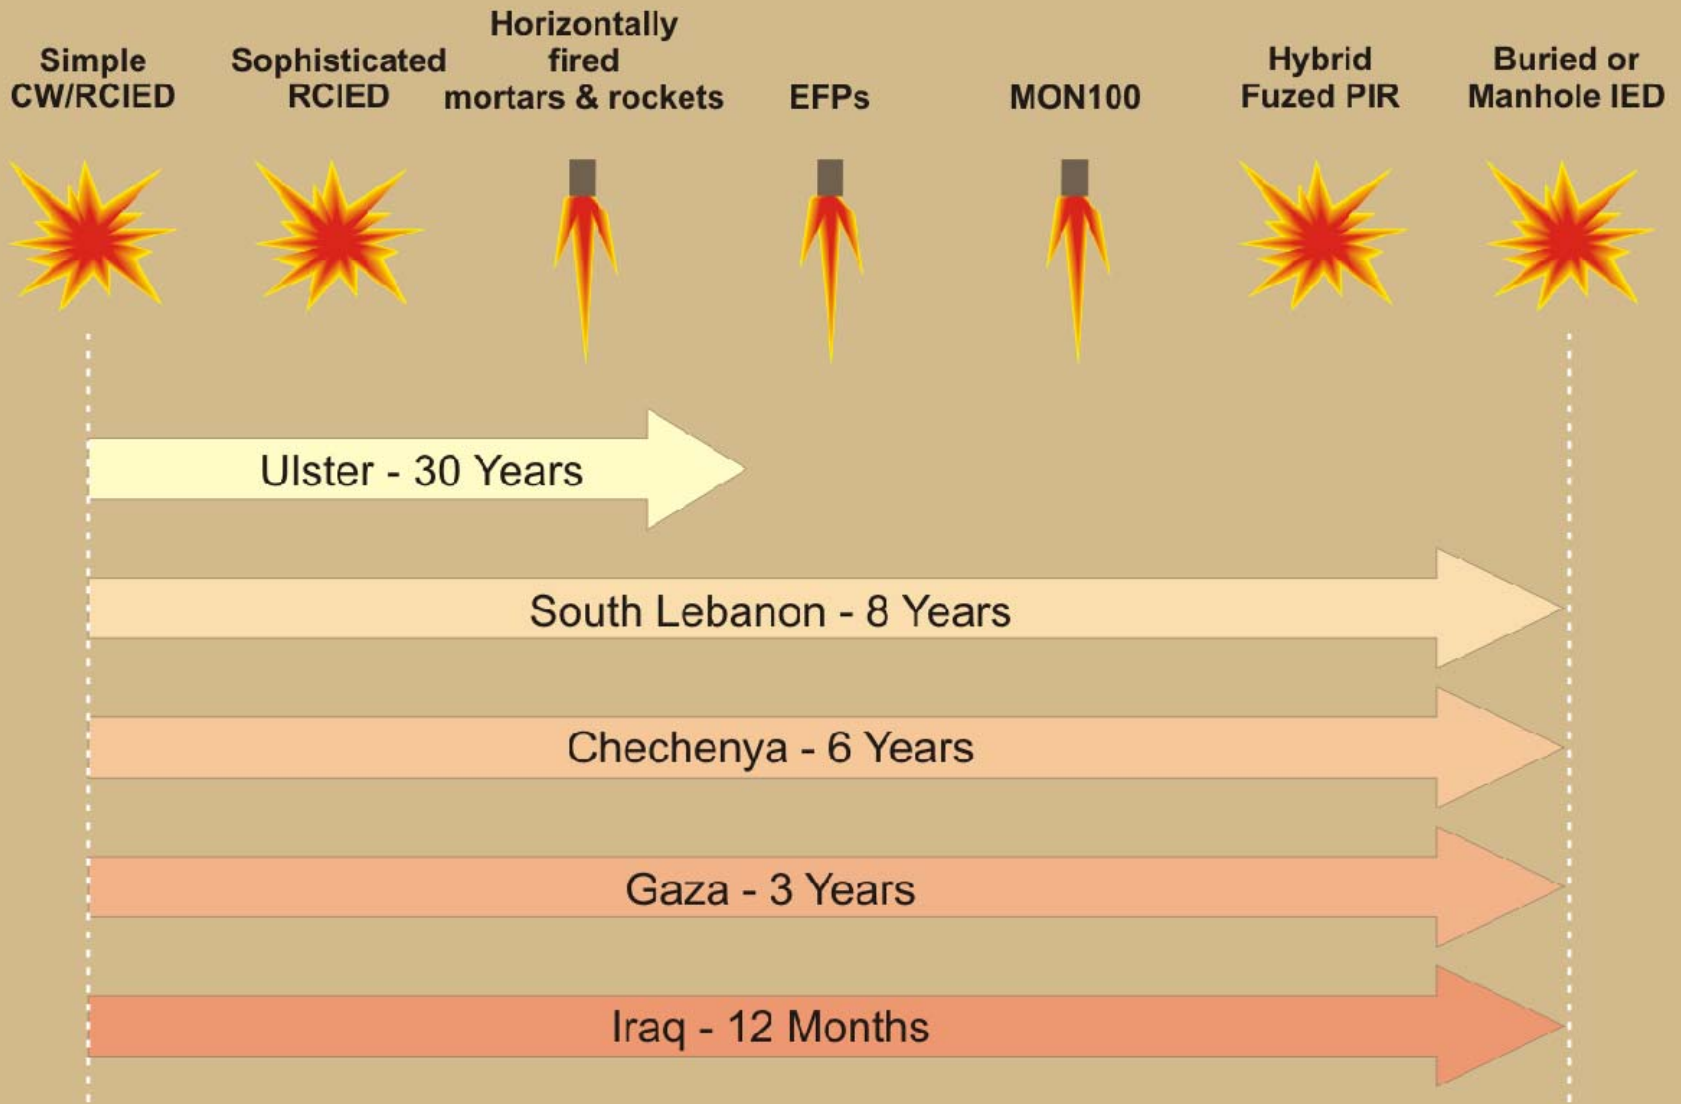 Simple
CW/RCIED
Sophisticated
RCIED
Horizontally
fired
mortars & rockets
EFPs
MON100
Hybrid
Fuzed PIR
Buried or
Manhole IED
Ulster - 30 Years
South Lebanon - 8 Years
Chechenya - 6 Years
Gaza - 3 Years
Iraq - 12 Months